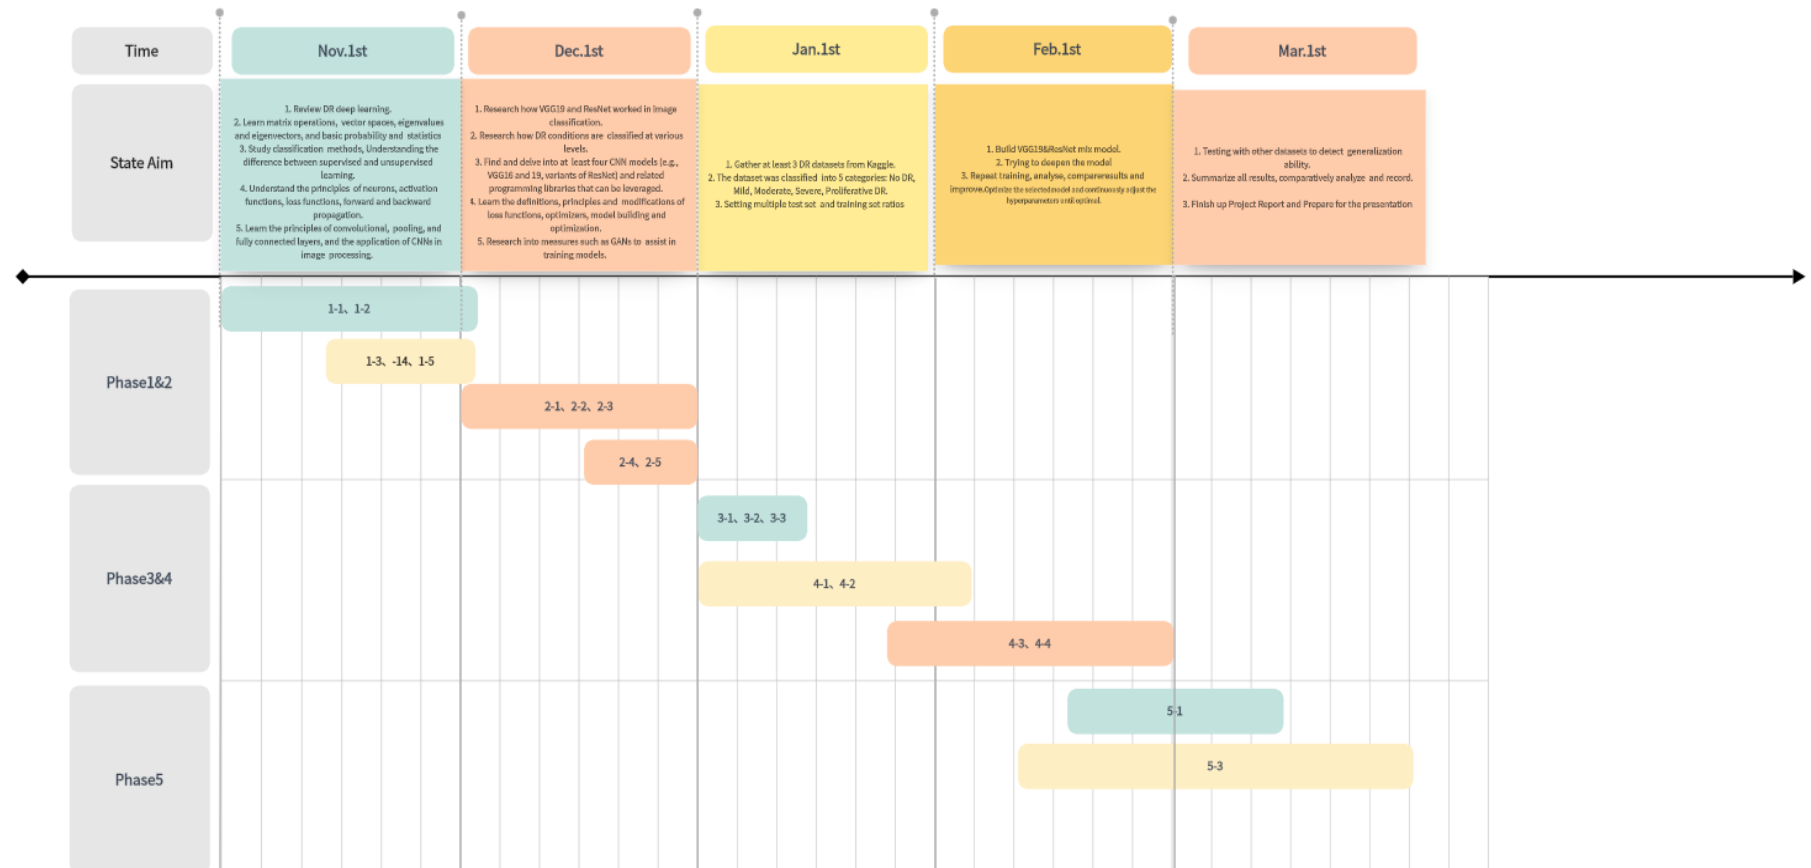 Time
Nov.1st
Dec.1st
Jan.1st
Feb.1st
Mar.1st
State Aim
1. Review DR deep learning.
2. Learn matrix operations, vector spaces, eigenvalues
and eigenvectors, and basic probability and statistics
3. Study classification methods, Understanding the
difference between supervised and unsupervised
learning.
4. Understand the principles of neurons, activation
functions, loss functions, forward and backward
propagation.
5. Learn the principles of convolutional, pooling, and
fully connected layers, and the application of CNNs in
image processing.
1. Research how VGG19 and ResNet worked in image
classification.
2. Research how DR conditions are classified at various
levels.
3. Find and delve into at least four CNN models (e.g.,
VGG16 and 19, variants of ResNet) and related
programming libraries that can be leveraged.
4. Learn the definitions, principles and modifications of
loss functions, optimizers, model building and
optimization.
5. Research into measures such as GANs to assist in
training models.
1. Gather at least 3 DR datasets from Kaggle.
2. The dataset was classified into 5 categories: No DR,
Mild, Moderate, Severe, Proliferative DR.
3. Setting multiple test set and training set ratios
1. Build VGG19&ResNet mix model.
2. Trying to deepen the model
3. Repeat training, analyse, compareresults and
improve.Optimize the selected model and continuously adjust the
hyperparameters until optimal.
1. Testing with other datasets to detect generalization
ability.
2. Summarize all results, comparatively analyze and record.
3. Finish up Project Report and Prepare for the presentation
Phase1&2
1-1、1-2
1-3、-14、1-5
2-1、2-2、2-3
2-4、2-5
Phase3&4
3-1、3-2、3-3
4-1、4-2
4-3、4-4
Phase5
5-1
5-3